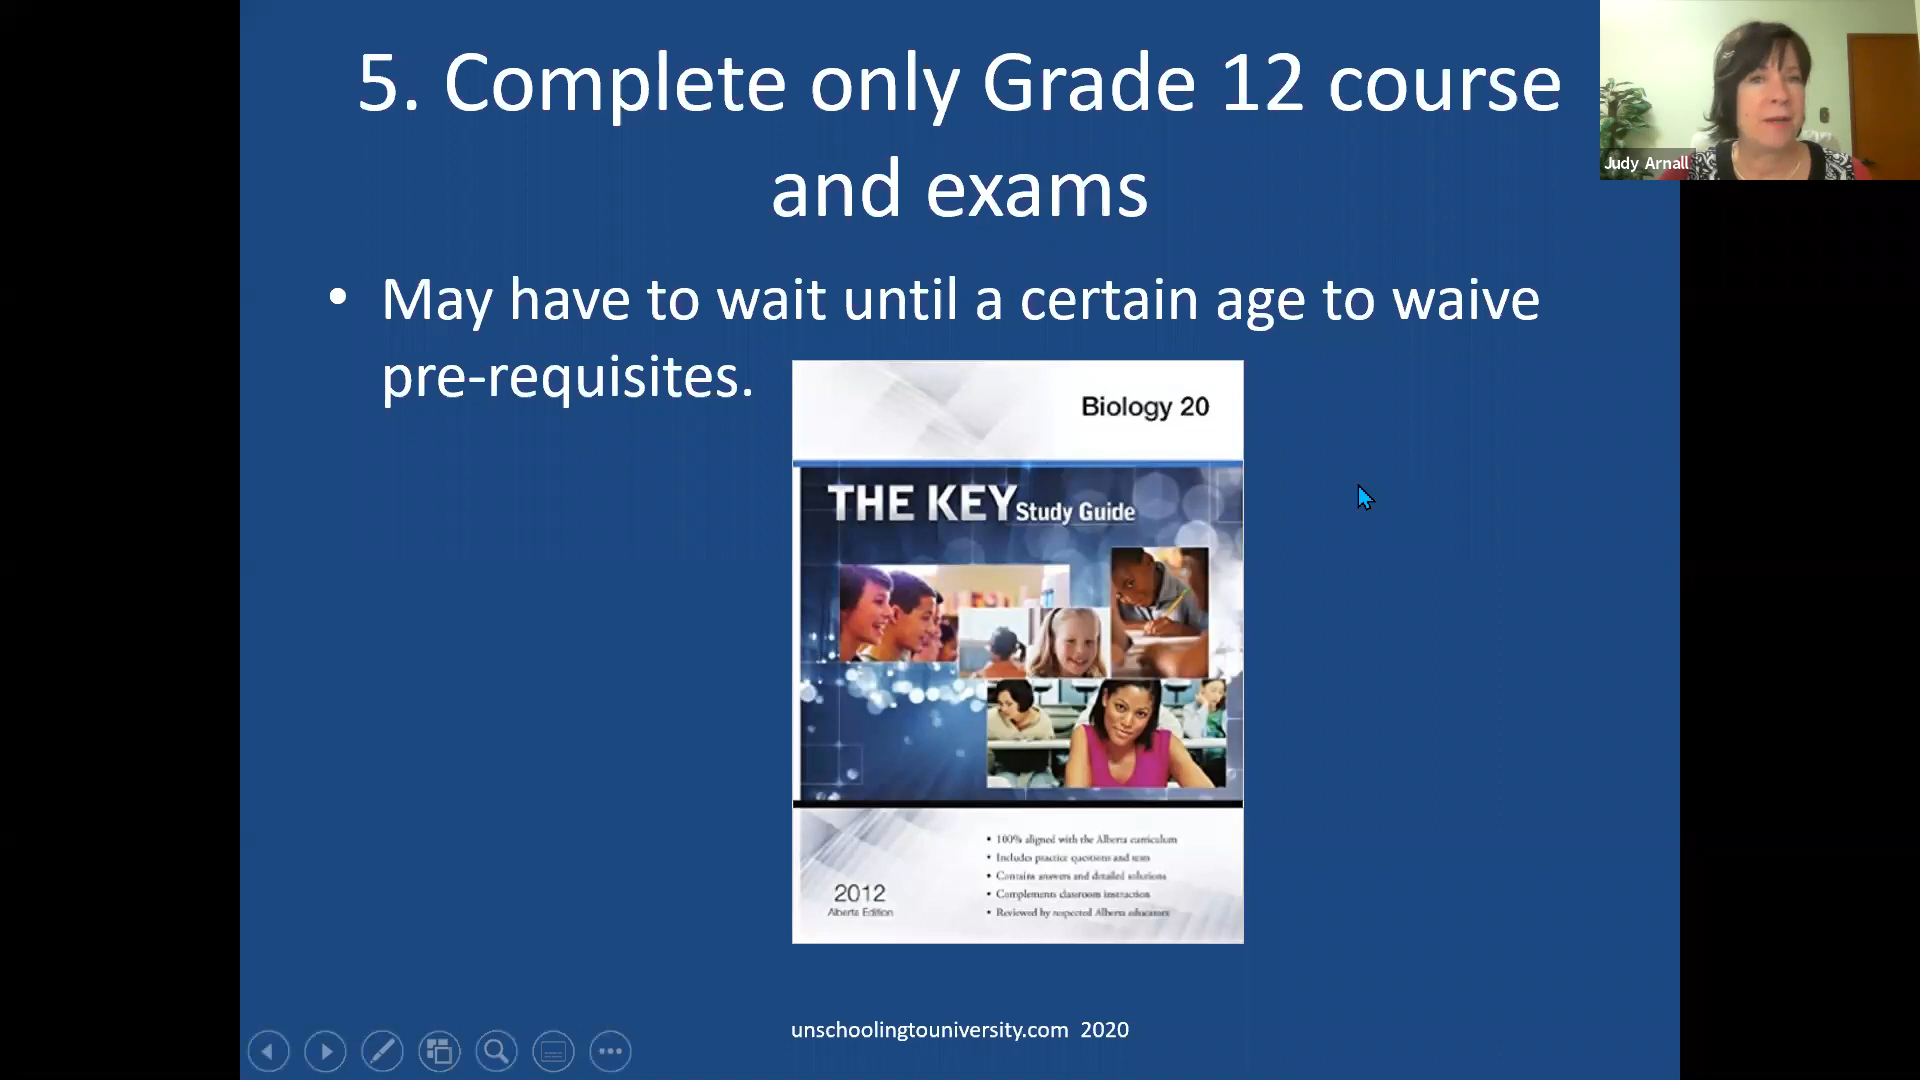 5. Complete only Grade 12 course
and exams
Judy Arnall
• May have to wait until a certain age to waive
pre-requisites.
Biology 20
THE KEY Study Guide
• 100% aligned with the Alberta curriculum
• Includes practice questions and tests
• Contains answers and detailed solutions
• Complements classroom instruction
• Reviewed by respected Alberta educators
2012
Alberta Edition
unschoolingtouniversity.com 2020